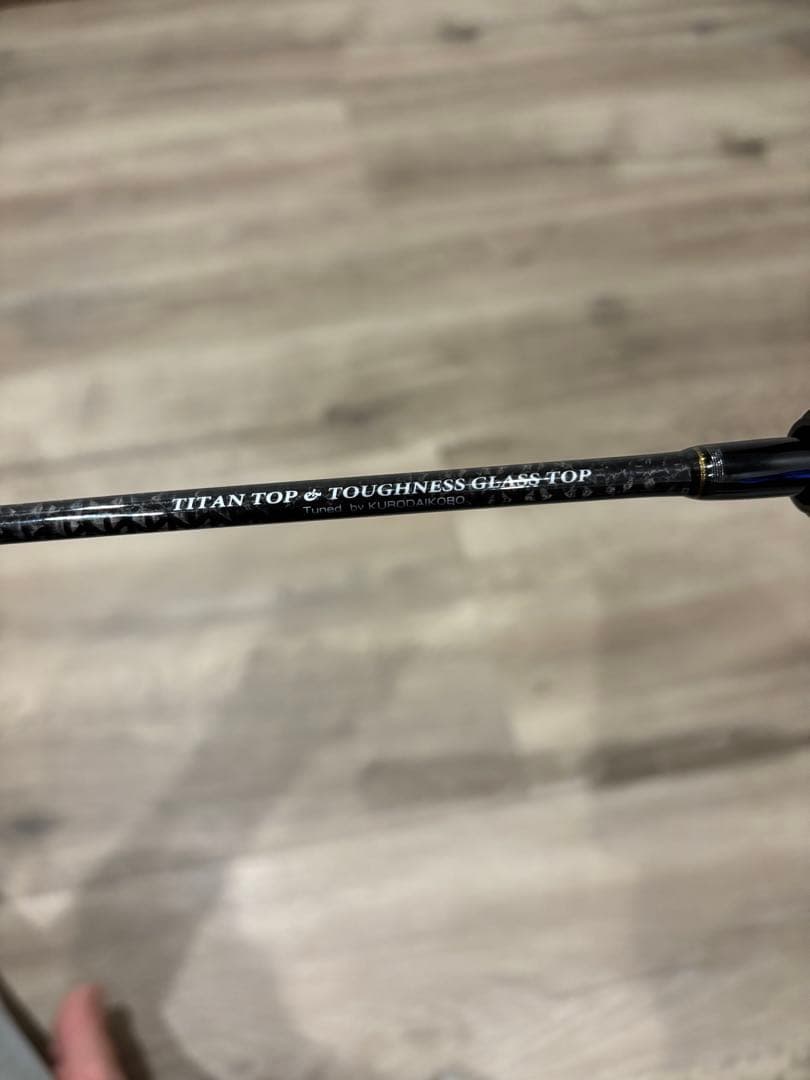 TITAN TOP & TOUGHNESS GLASS TOP
Tuned by KURODAIKOBO